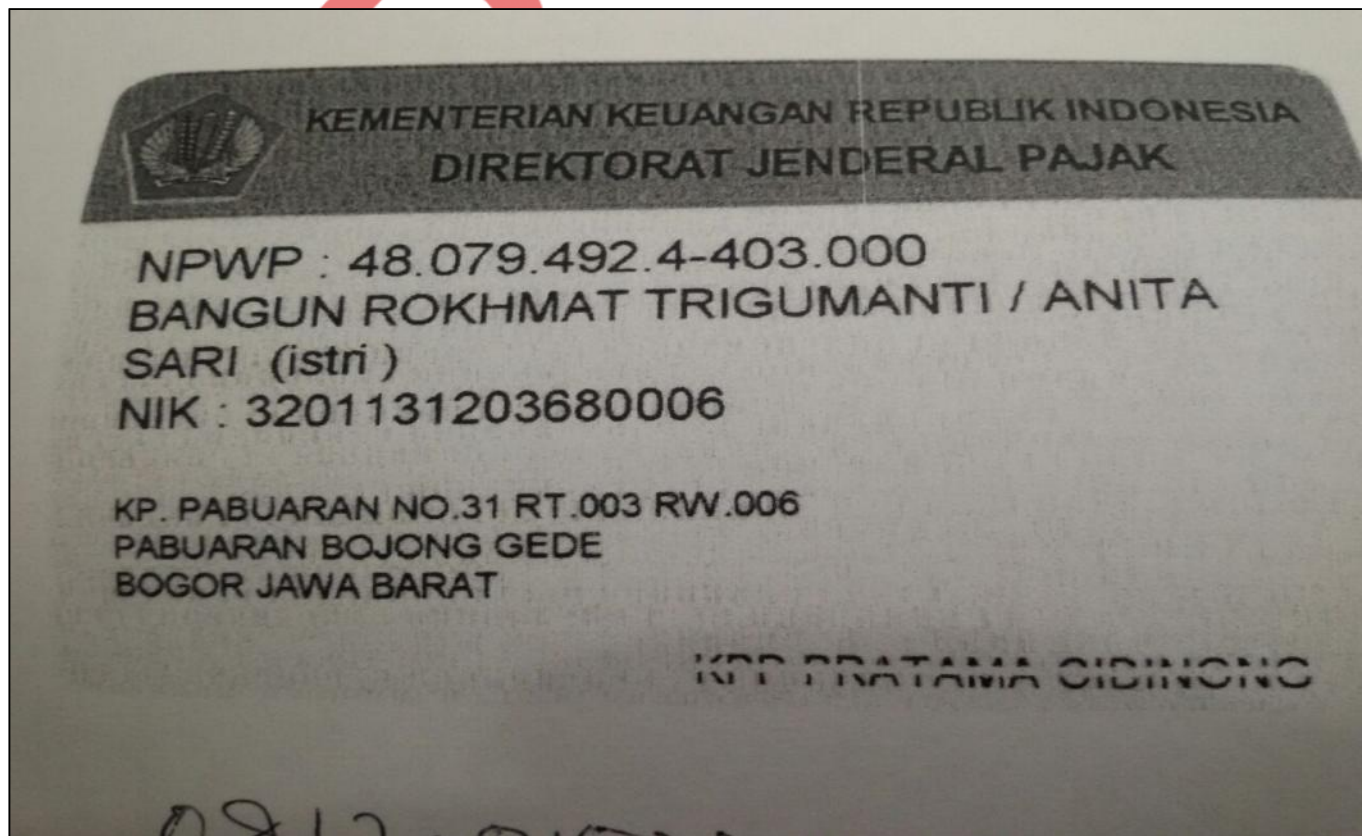 KEMENTERIAN KEUANGAN REPUBLIK INDONESIA
DIREKTORAT JENDERAL PAJAK
NPWP : 48.079.492.4-403.000
BANGUN ROKHMAT TRIGUMANTI / ANITA
SARI (istri )
NIK : 3201131203680006
KP. PABUARAN NO.31 RT.003 RW.006
PABUARAN BOJONG GEDE
BOGOR JAWA BARAT
KPP PRATAMA CIBINONG